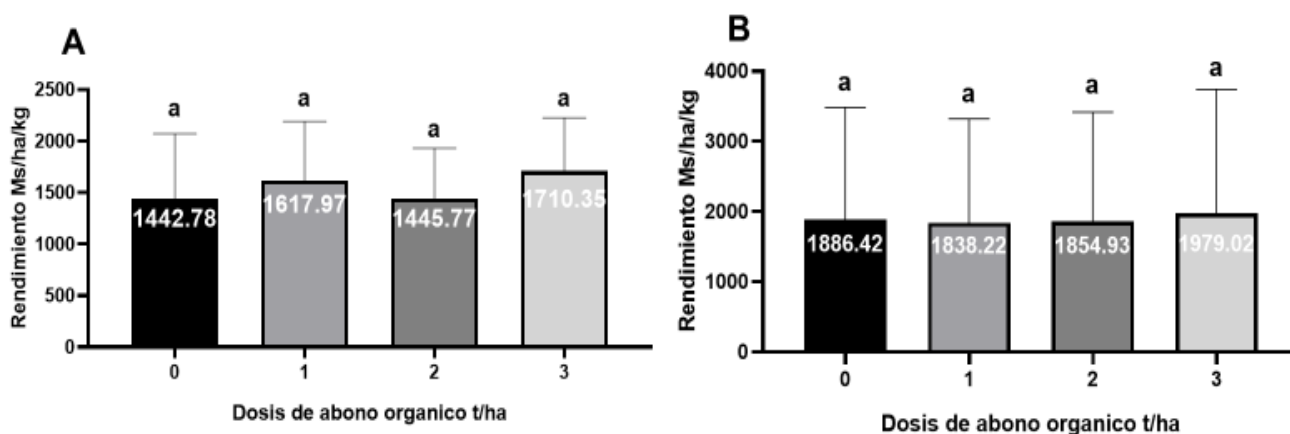 A
Rendimiento Ms/ha/kg
2500
2000
1500
1000
500
0
a
a
a
a
1442.78
1617.97
1445.77
1710.35
0
1
2
3
Dosis de abono organico t/ha
B
Rendimiento Ms/ha/kg
4000
3000
2000
1000
0
a
a
a
a
1886.42
1838.22
1854.93
1979.02
0
1
2
3
Dosis de abono organico t/ha